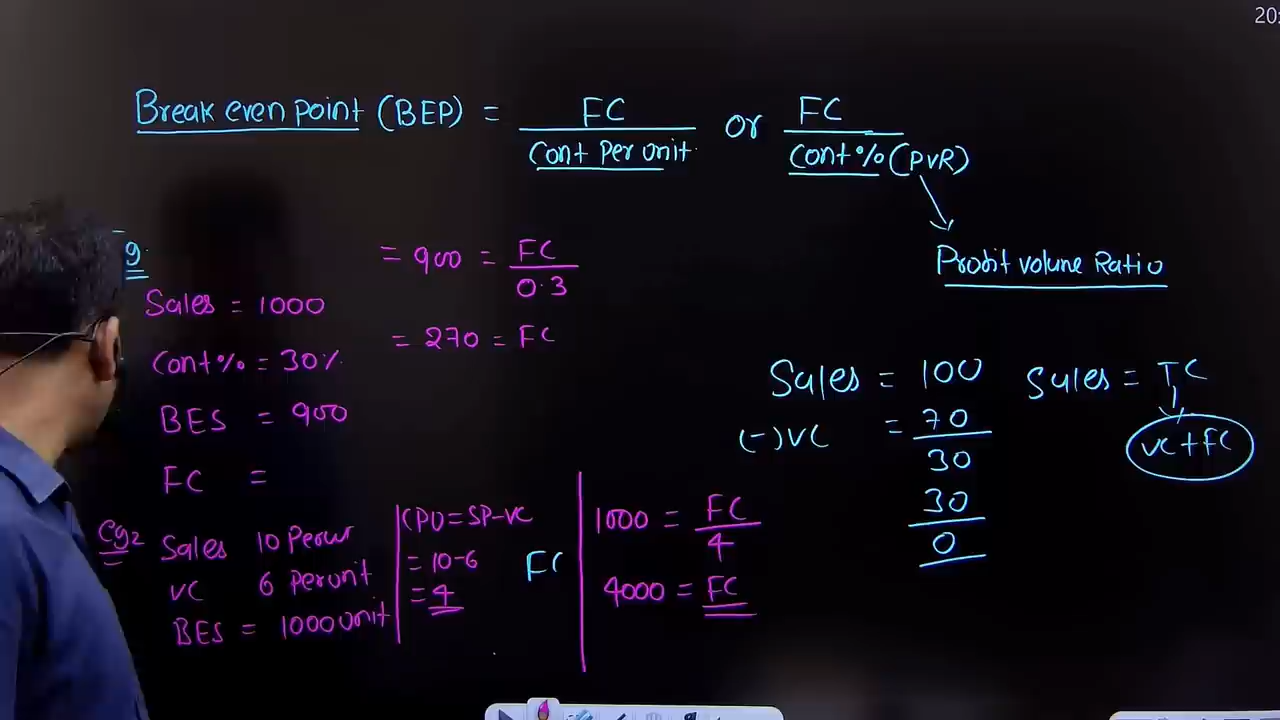 20:
Break even point (BEP) = FC / Cont Per unit or FC / Cont % (PVR)
Profit volume Ratio
g.
Sales = 1000
Cont % = 30%
BES = 900
FC =
= 900 = FC / 0.3
= 270 = FC
Sales = 100
(-) VC = 70
30
30
0
Sales = TC
VC + FC
Eg2
Sales 10 Per
VC 6 Per unit
BES = 1000 unit
CPU = SP-VC
= 10-6
= 4
FC
1000 = FC / 4
4000 = FC